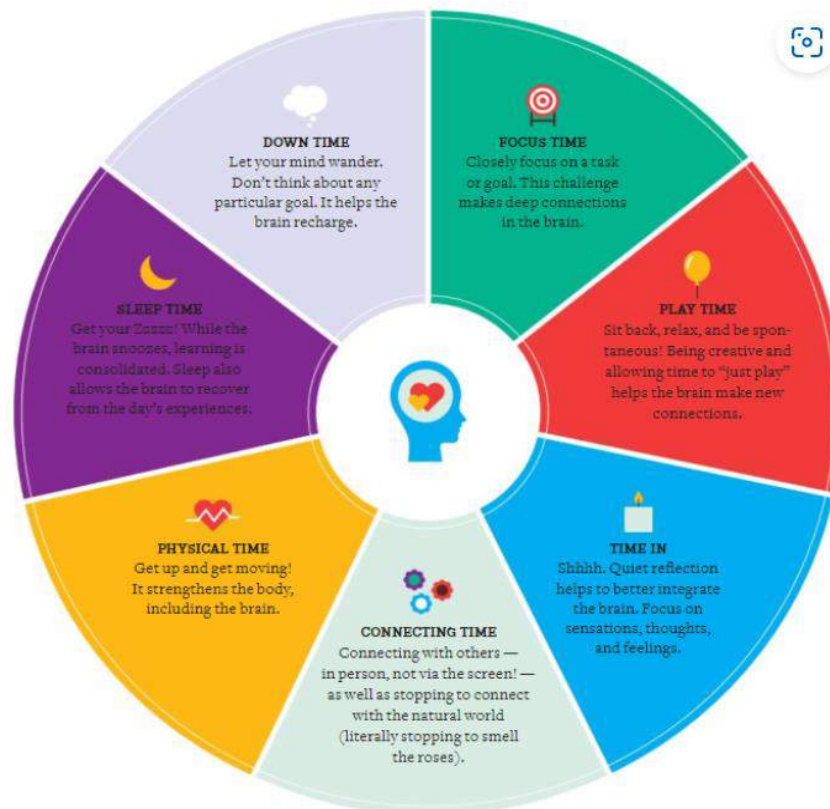 DOWN TIME
Let your mind wander.
Don't think about any
particular goal. It helps the
brain recharge.
FOCUS TIME
Closely focus on a task
or goal. This challenge
makes deep connections
in the brain.
PLAY TIME
Sit back, relax, and be spon-
taneous! Being creative and
allowing time to “just play”
helps the brain make new
connections.
TIME IN
Shhhh. Quiet reflection
helps to better integrate
the brain. Focus on
sensations, thoughts,
and feelings.
CONNECTING TIME
Connecting with others —
in person, not via the screen! —
as well as stopping to connect
with the natural world
(literally stopping to smell
the roses).
PHYSICAL TIME
Get up and get moving!
It strengthens the body,
including the brain.
SLEEP TIME
Get your Zzzzz! While the
brain snoozes, learning is
consolidated. Sleep also
allows the brain to recover
from the day's experiences.